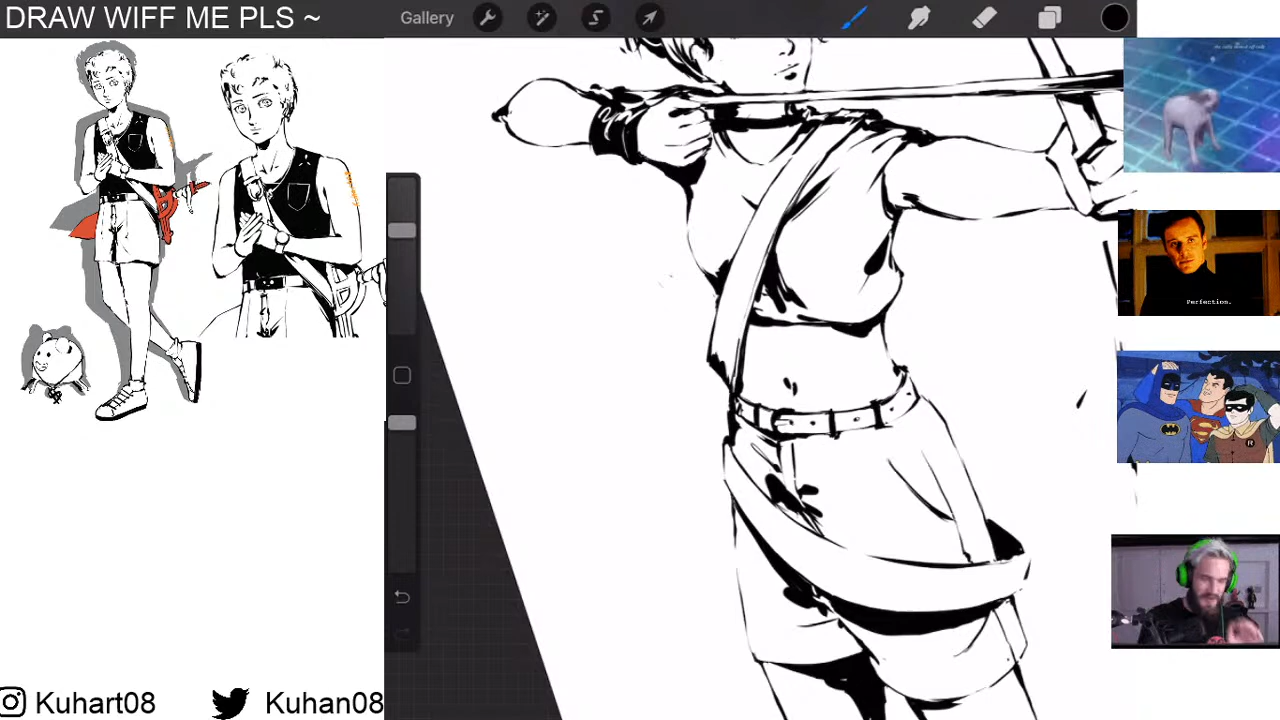 DRAW WIFF ME PLS ~
Gallery
Perfection.
Kuhart08
Kuhan08